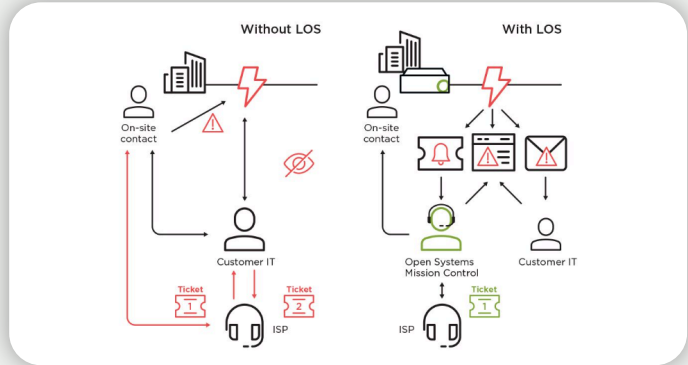 Without LOS
On-site
contact
Customer IT
Ticket
1
Ticket
2
ISP
With LOS
On-site
contact
Open Systems
Mission Control
Customer IT
Ticket
1
ISP